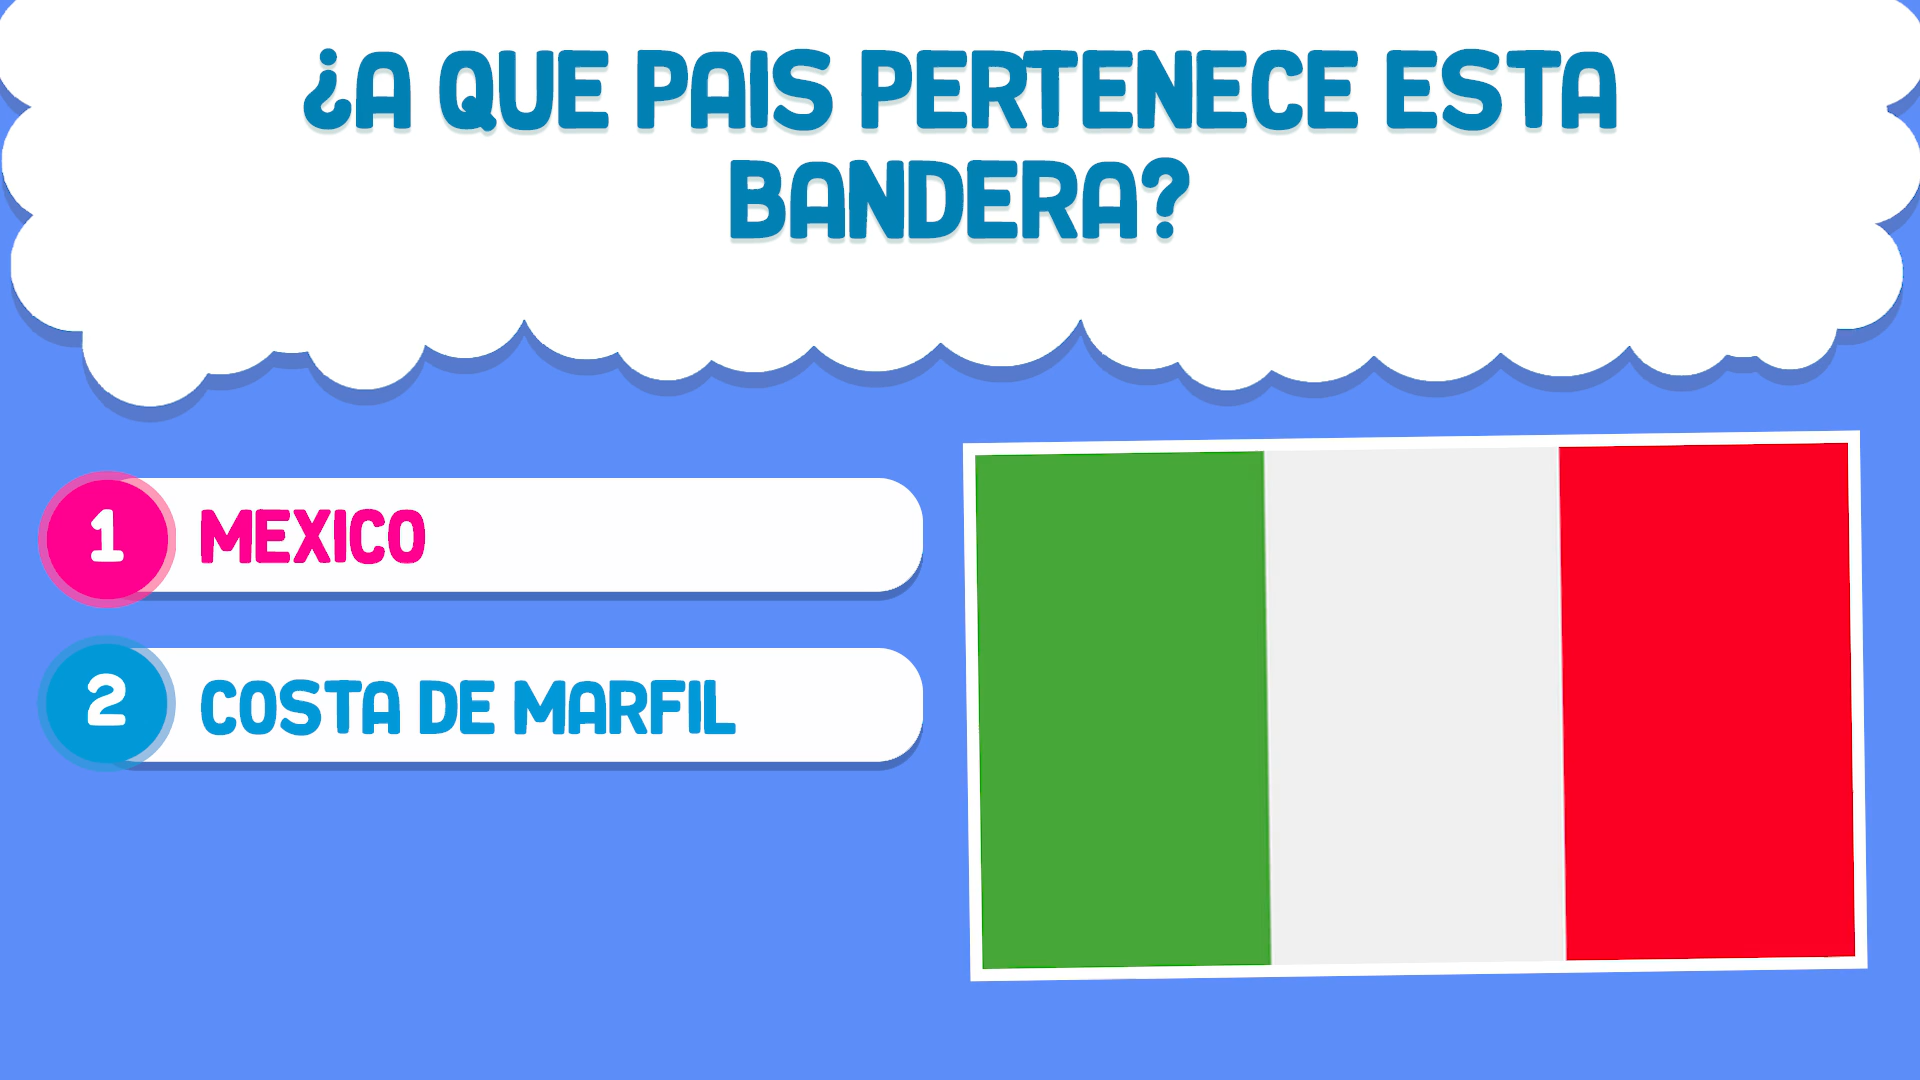 ¿A QUE PAIS PERTENECE ESTA
BANDERA?
1 MEXICO
2 COSTA DE MARFIL